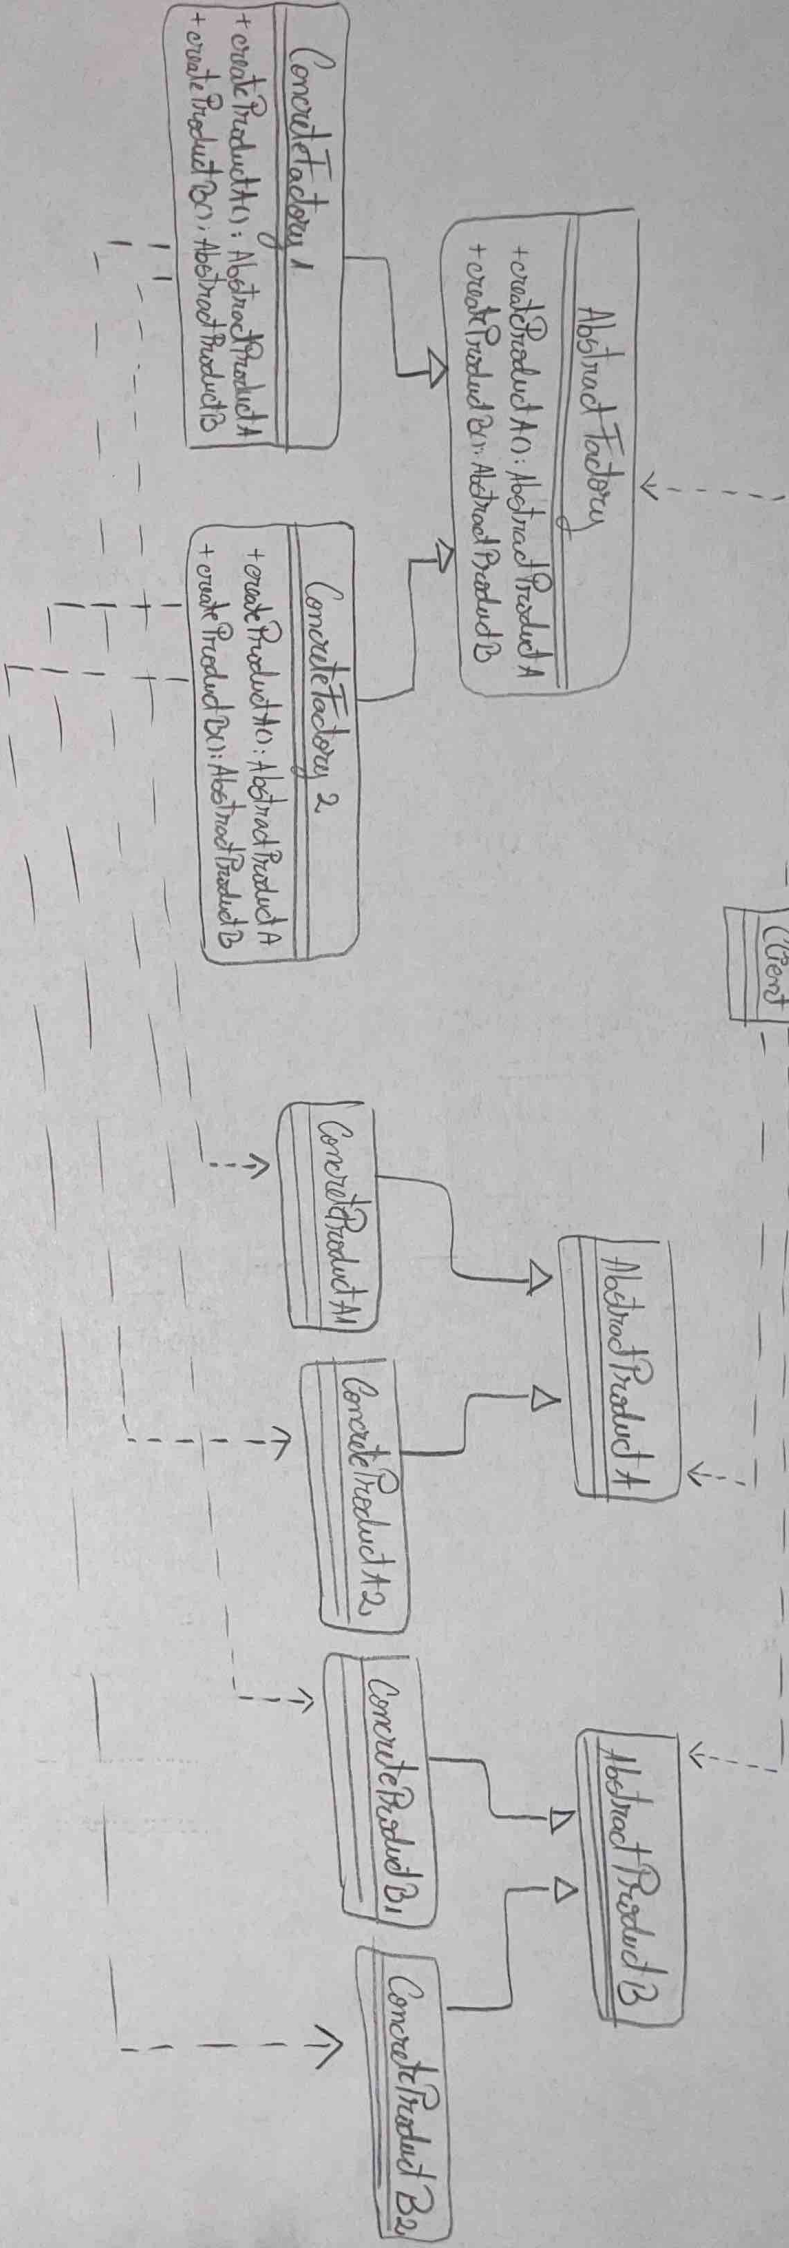 Client
AbstractFactory
+createProductA(): AbstractProductA
+createProductB(): AbstractProductB
AbstractProductA
AbstractProductB
ConcreteFactory1
+createProductA(): AbstractProductA
+createProductB(): AbstractProductB
ConcreteFactory2
+createProductA(): AbstractProductA
+createProductB(): AbstractProductB
ConcreteProductA1
ConcreteProductA2
ConcreteProductB1
ConcreteProductB2